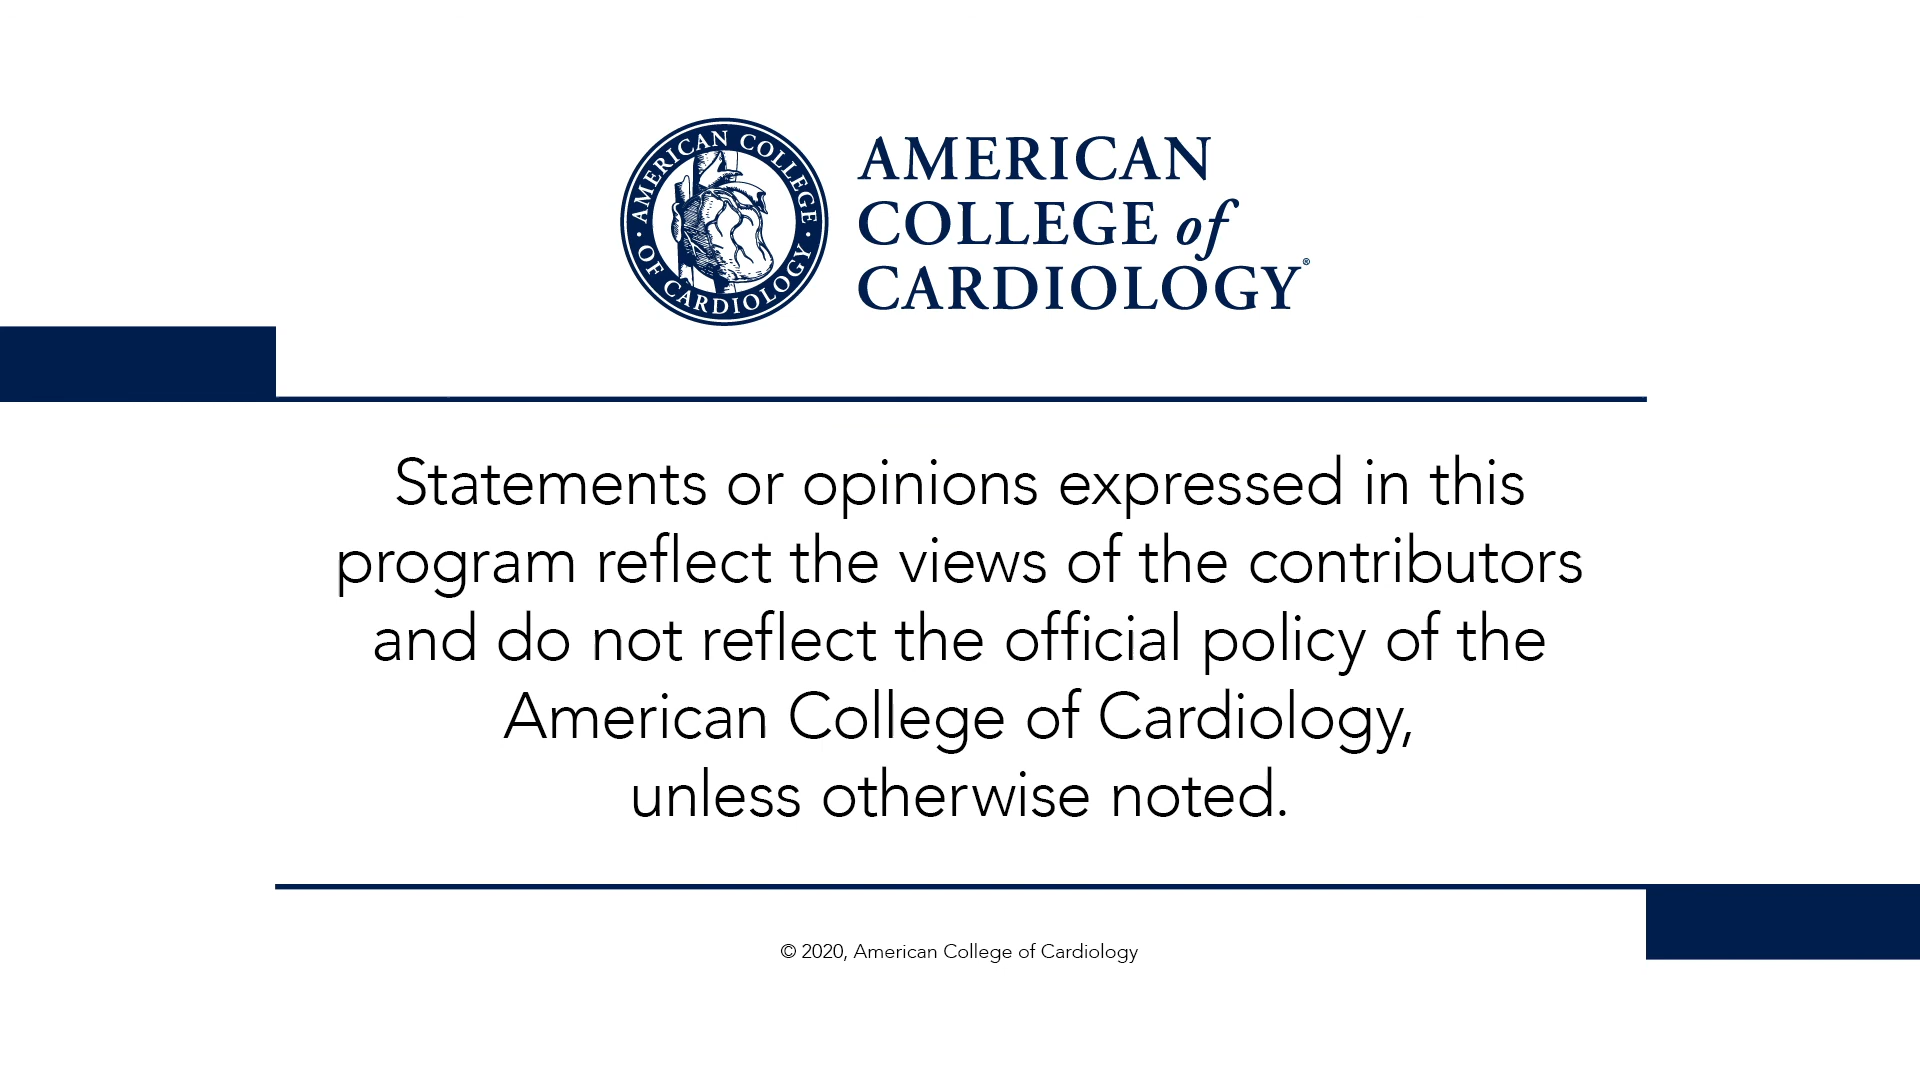 AMERICAN COLLEGE
· OF CARDIOLOGY ·
AMERICAN
COLLEGE of
CARDIOLOGY®
Statements or opinions expressed in this
program reflect the views of the contributors
and do not reflect the official policy of the
American College of Cardiology,
unless otherwise noted.
© 2020, American College of Cardiology